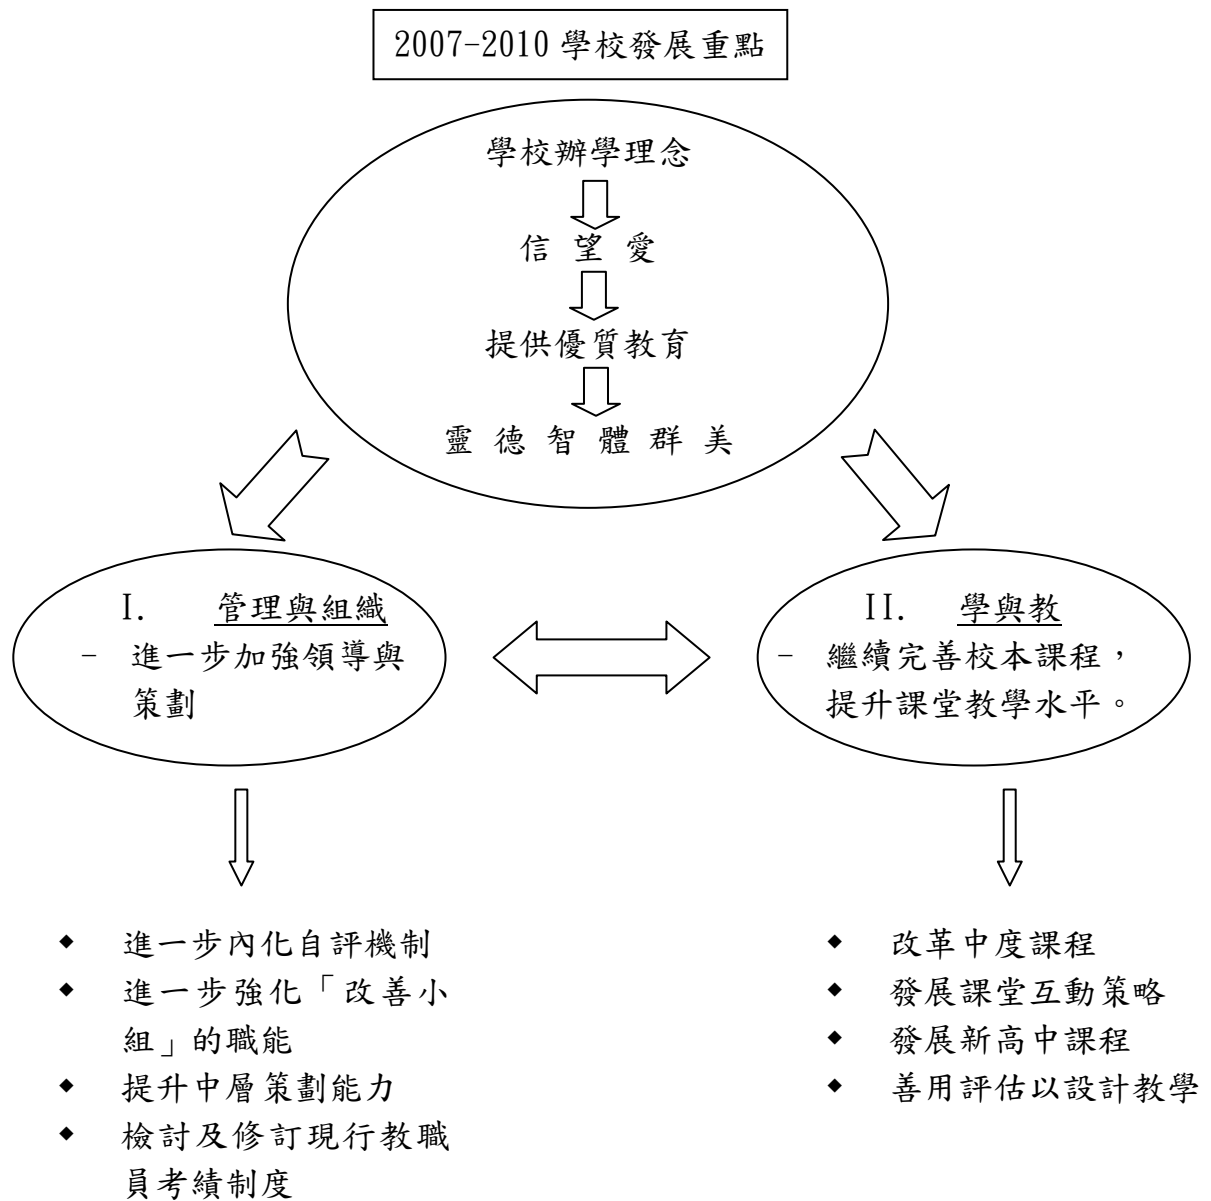 2007-2010 學校發展重點
學校辦學理念
信 望 愛
提供優質教育
靈 德 智 體 群 美
I. 管理與組織
- 進一步加強領導與
策劃
II. 學與教
- 繼續完善校本課程，
提升課堂教學水平。
◆ 進一步內化自評機制
◆ 進一步強化「改善小
組」的職能
◆ 提升中層策劃能力
◆ 檢討及修訂現行教職
員考績制度
◆ 改革中度課程
◆ 發展課堂互動策略
◆ 發展新高中課程
◆ 善用評估以設計教學